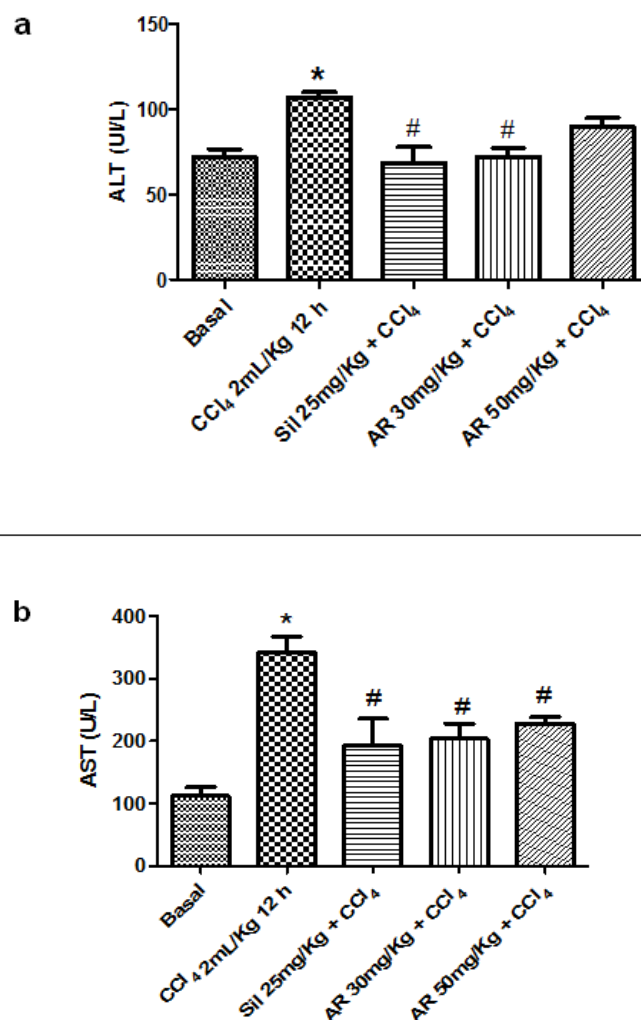 a
150
100
50
0
ALT (UI/L)
*
#
#
Basal
CCl₄ 2mL/Kg 12 h
Sil 25mg/Kg + CCl₄
AR 30mg/Kg + CCl₄
AR 50mg/Kg + CCl₄
b
400
300
200
100
0
AST (U/L)
*
#
#
#
Basal
CCl₄ 2mL/Kg 12 h
Sil 25mg/Kg + CCl₄
AR 30mg/Kg + CCl₄
AR 50mg/Kg + CCl₄